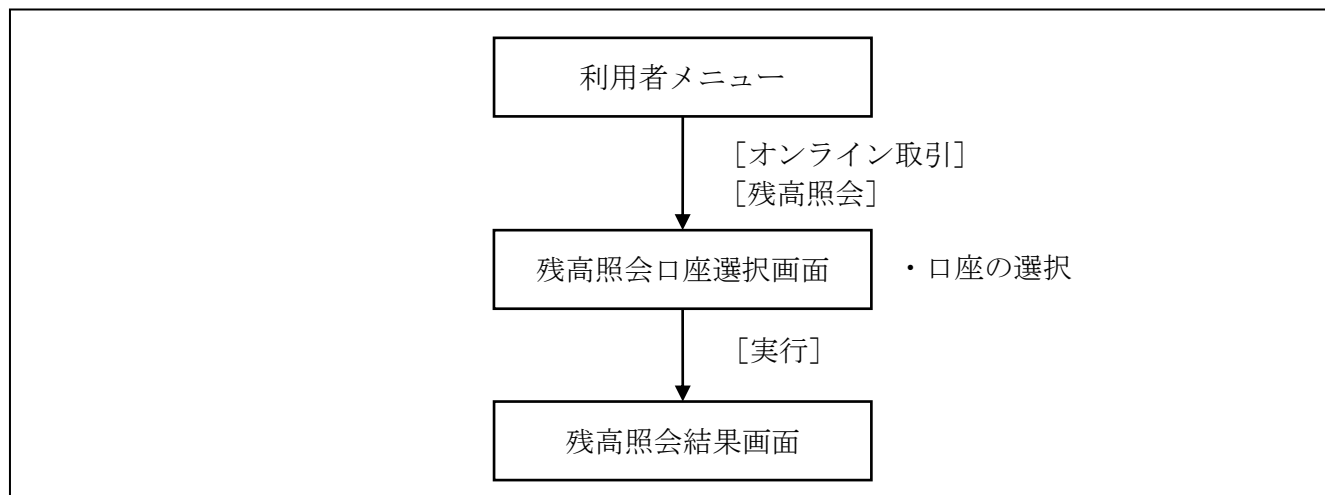 利用者メニュー
［オンライン取引］
［残高照会］
残高照会口座選択画面
・口座の選択
［実行］
残高照会結果画面